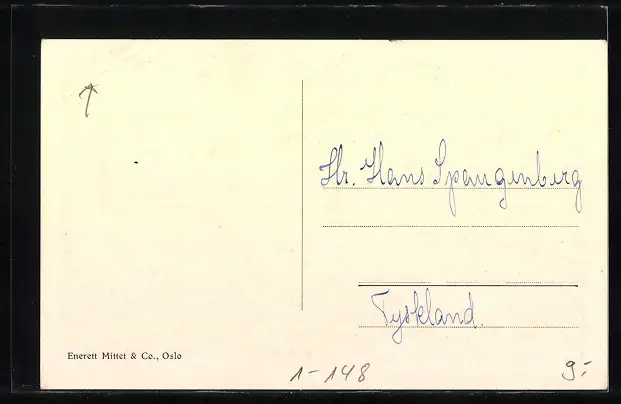 Hr. Hans Spangenberg
Tyskland.
Enerett Mittet & Co., Oslo
1-148
9:-